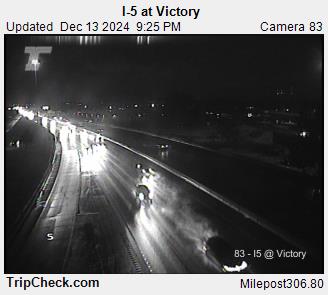 I-5 at Victory
Updated Dec 13 2024 9:25 PM Camera 83
S
83 - I5 @ Victory
TripCheck.com Milepost306.80